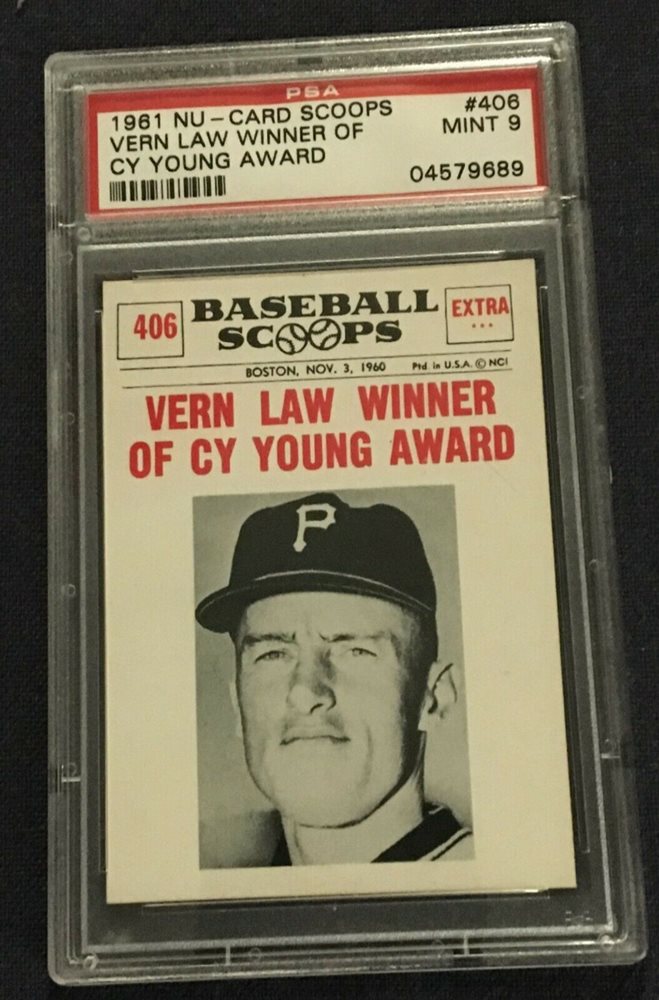 PSA
1961 NU-CARD SCOOPS #406
VERN LAW WINNER OF MINT 9
CY YOUNG AWARD
04579689
406 BASEBALL EXTRA
SCOOPS
BOSTON, NOV. 3, 1960 Ptd. in U.S.A. © NCI
VERN LAW WINNER
OF CY YOUNG AWARD
P